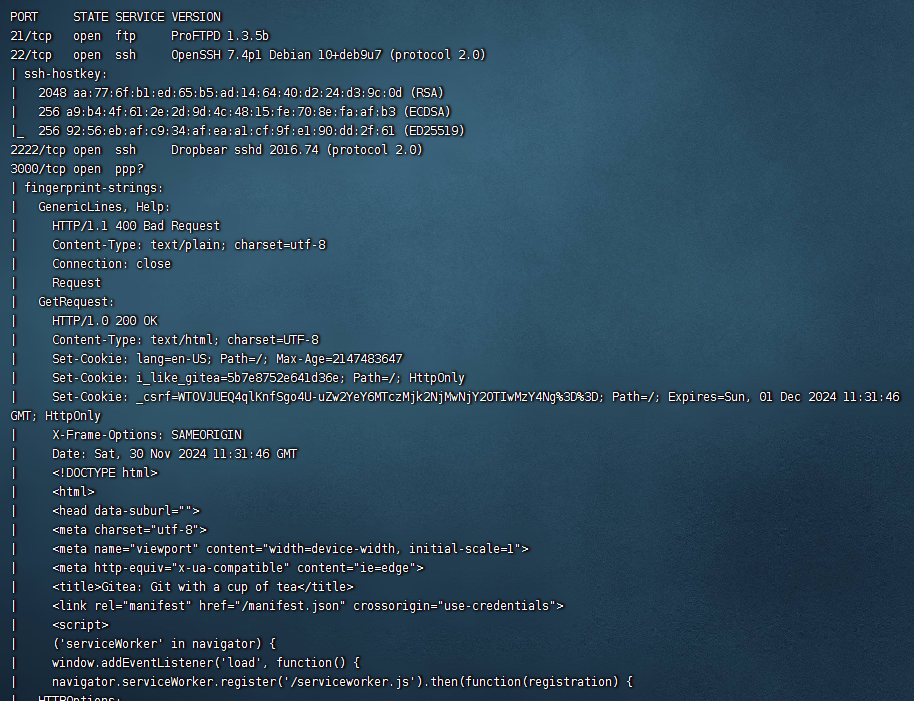 PORT     STATE SERVICE VERSION
21/tcp   open  ftp     ProFTPD 1.3.5b
22/tcp   open  ssh     OpenSSH 7.4p1 Debian 10+deb9u7 (protocol 2.0)
| ssh-hostkey:
|   2048 aa:77:6f:b1:ed:65:b5:ad:14:64:40:d2:24:d3:9c:0d (RSA)
|   256 a9:b4:4f:61:2e:2d:9d:4c:48:15:fe:70:8e:fa:af:b3 (ECDSA)
|_  256 92:56:eb:af:c9:34:af:ea:a1:cf:9f:e1:90:dd:2f:61 (ED25519)
2222/tcp open  ssh     Dropbear sshd 2016.74 (protocol 2.0)
3000/tcp open  ppp?
| fingerprint-strings:
|   GenericLines, Help:
|     HTTP/1.1 400 Bad Request
|     Content-Type: text/plain; charset=utf-8
|     Connection: close
|     Request
|   GetRequest:
|     HTTP/1.0 200 OK
|     Content-Type: text/html; charset=UTF-8
|     Set-Cookie: lang=en-US; Path=/; Max-Age=2147483647
|     Set-Cookie: i_like_gitea=5b7e8752e641d36e; Path=/; HttpOnly
|     Set-Cookie: _csrf=WTOVJUEQ4qlKnfSgo4U-uZw2YeY6MTczMjk2NjMwNjY2OTIwMzY4Ng%3D%3D; Path=/; Expires=Sun, 01 Dec 2024 11:31:46
GMT; HttpOnly
|     X-Frame-Options: SAMEORIGIN
|     Date: Sat, 30 Nov 2024 11:31:46 GMT
|     <!DOCTYPE html>
|     <html>
|     <head data-suburl="">
|     <meta charset="utf-8">
|     <meta name="viewport" content="width=device-width, initial-scale=1">
|     <meta http-equiv="x-ua-compatible" content="ie=edge">
|     <title>Gitea: Git with a cup of tea</title>
|     <link rel="manifest" href="/manifest.json" crossorigin="use-credentials">
|     <script>
|     ('serviceWorker' in navigator) {
|     window.addEventListener('load', function() {
|     navigator.serviceWorker.register('/serviceworker.js').then(function(registration) {
|   HTTPOptions: